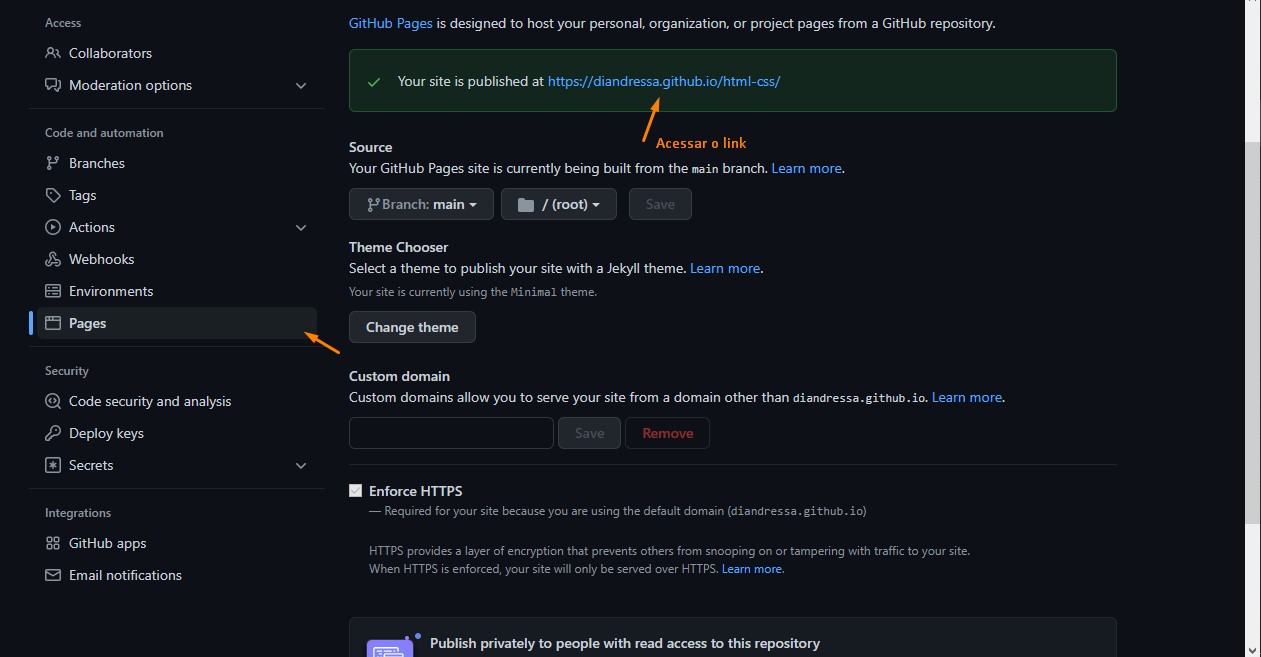 Access
Collaborators
Moderation options
Code and automation
Branches
Tags
Actions
Webhooks
Environments
Pages
Security
Code security and analysis
Deploy keys
Secrets
Integrations
GitHub apps
Email notifications
GitHub Pages is designed to host your personal, organization, or project pages from a GitHub repository.
Your site is published at https://diandressa.github.io/html-css/
Acessar o link
Source
Your GitHub Pages site is currently being built from the main branch. Learn more.
Branch: main
/ (root)
Save
Theme Chooser
Select a theme to publish your site with a Jekyll theme. Learn more.
Your site is currently using the Minimal theme.
Change theme
Custom domain
Custom domains allow you to serve your site from a domain other than diandressa.github.io. Learn more.
Save
Remove
Enforce HTTPS
— Required for your site because you are using the default domain (diandressa.github.io)
HTTPS provides a layer of encryption that prevents others from snooping on or tampering with traffic to your site.
When HTTPS is enforced, your site will only be served over HTTPS. Learn more.
Publish privately to people with read access to this repository